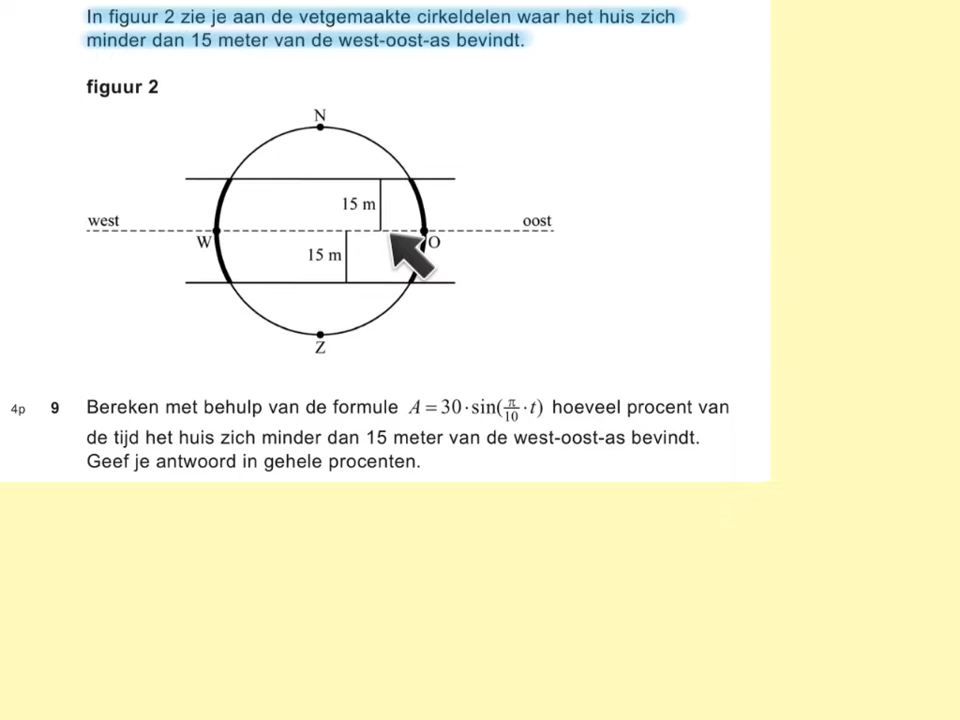 In figuur 2 zie je aan de vetgemaakte cirkeldelen waar het huis zich
minder dan 15 meter van de west-oost-as bevindt.
figuur 2
N
15 m
west
oost
W
O
15 m
Z
4p 9 Bereken met behulp van de formule A = 30 · sin(π/10 · t) hoeveel procent van
de tijd het huis zich minder dan 15 meter van de west-oost-as bevindt.
Geef je antwoord in gehele procenten.